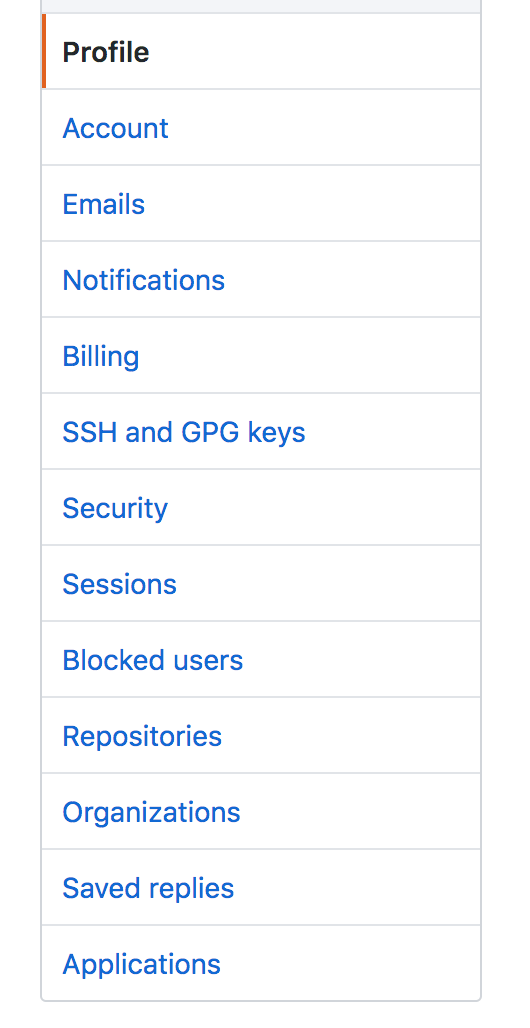 Profile
Account
Emails
Notifications
Billing
SSH and GPG keys
Security
Sessions
Blocked users
Repositories
Organizations
Saved replies
Applications